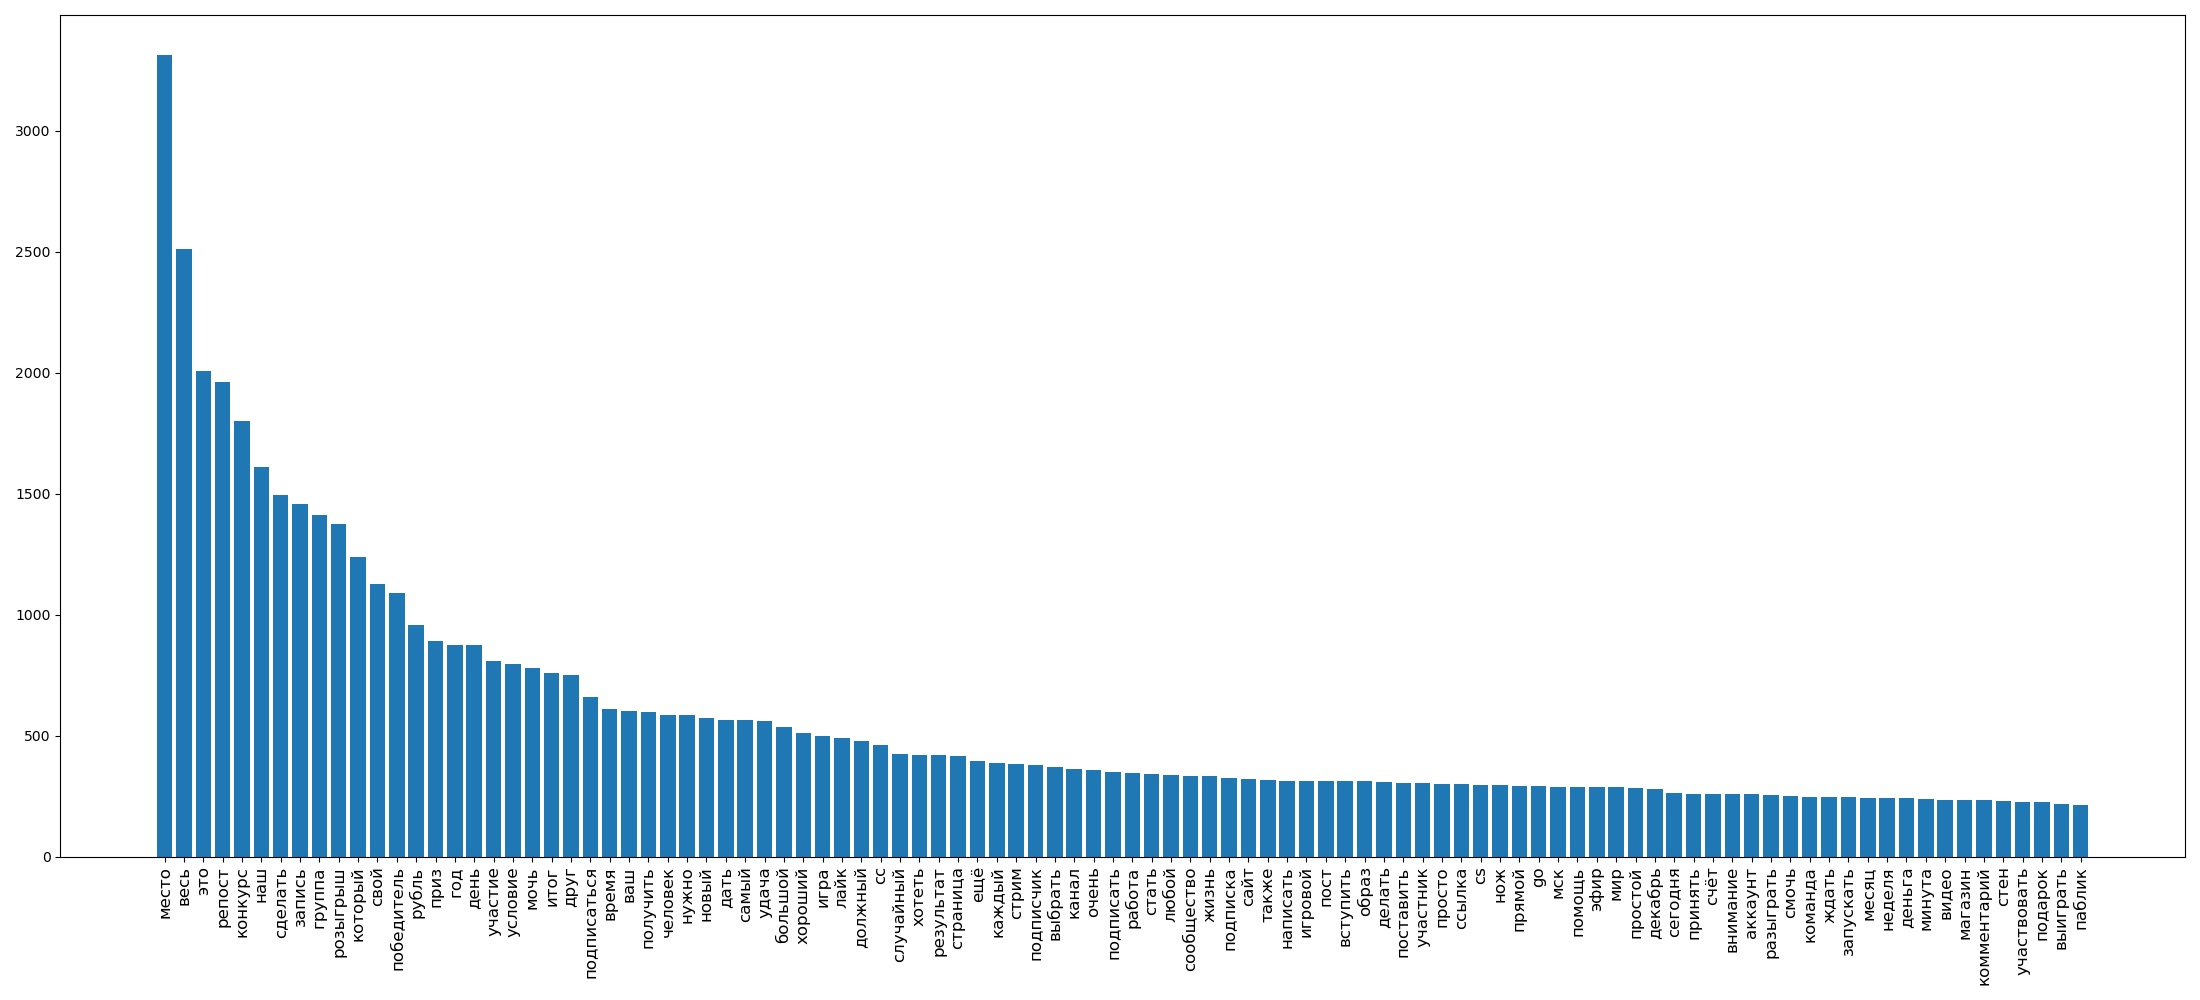 3000
2500
2000
1500
1000
500
0
место
весь
это
репост
конкурс
наш
сделать
запись
группа
розыгрыш
который
свой
победитель
рубль
приз
год
день
участие
условие
мочь
итог
друг
подписаться
время
ваш
получить
человек
нужно
новый
дать
самый
удача
большой
хороший
игра
лайк
должный
сс
случайный
хотеть
результат
страница
ещё
каждый
стрим
подписчик
выбрать
канал
очень
подписать
работа
стать
любой
сообщество
жизнь
подписка
сайт
также
написать
игровой
пост
вступить
образ
делать
поставить
участник
просто
ссылка
cs
нож
прямой
go
мск
помощь
эфир
мир
простой
декабрь
сегодня
принять
счёт
внимание
аккаунт
разыграть
смочь
команда
ждать
запускать
месяц
неделя
деньга
минута
видео
магазин
комментарий
стен
участвовать
подарок
выиграть
паблик